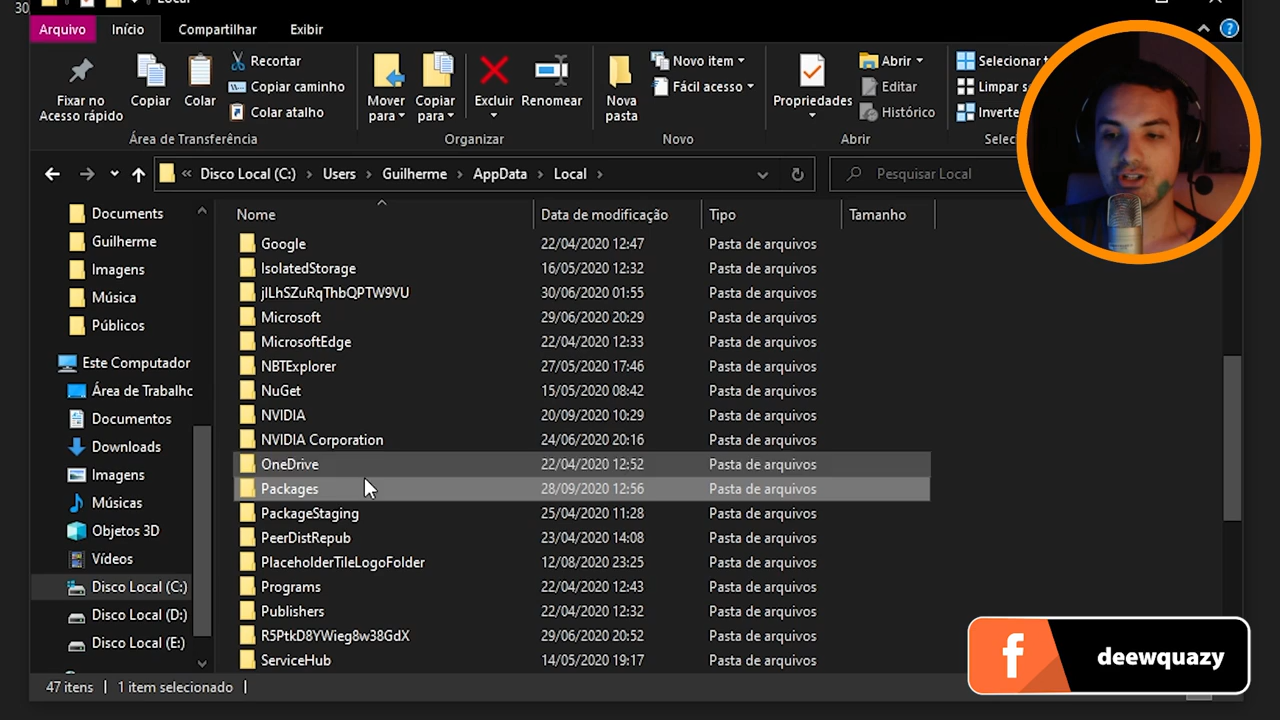 30
Local
Arquivo Início Compartilhar Exibir
Fixar no Acesso rápido
Copiar
Colar
Recortar
Copiar caminho
Colar atalho
Área de Transferência
Mover para
Copiar para
Excluir
Renomear
Organizar
Nova pasta
Novo item
Fácil acesso
Novo
Propriedades
Abrir
Editar
Histórico
Abrir
Selecionar
Limpar
« Disco Local (C:) › Users › Guilherme › AppData › Local ›
Pesquisar Local
Documents
Guilherme
Imagens
Música
Públicos
Este Computador
Área de Trabalho
Documentos
Downloads
Imagens
Músicas
Objetos 3D
Vídeos
Disco Local (C:)
Disco Local (D:)
Disco Local (E:)
Nome Data de modificação Tipo Tamanho
Google 22/04/2020 12:47 Pasta de arquivos
IsolatedStorage 16/05/2020 12:32 Pasta de arquivos
jILhSZuRqThbQPTW9VU 30/06/2020 01:55 Pasta de arquivos
Microsoft 29/06/2020 20:29 Pasta de arquivos
MicrosoftEdge 22/04/2020 12:33 Pasta de arquivos
NBTExplorer 27/05/2020 17:46 Pasta de arquivos
NuGet 15/05/2020 08:42 Pasta de arquivos
NVIDIA 20/09/2020 10:29 Pasta de arquivos
NVIDIA Corporation 24/06/2020 20:16 Pasta de arquivos
OneDrive 22/04/2020 12:52 Pasta de arquivos
Packages 28/09/2020 12:56 Pasta de arquivos
PackageStaging 25/04/2020 11:28 Pasta de arquivos
PeerDistRepub 23/04/2020 14:08 Pasta de arquivos
PlaceholderTileLogoFolder 12/08/2020 23:25 Pasta de arquivos
Programs 22/04/2020 12:43 Pasta de arquivos
Publishers 22/04/2020 12:32 Pasta de arquivos
R5PtkD8YWieg8w38GdX 29/06/2020 20:52 Pasta de arquivos
ServiceHub 14/05/2020 19:17 Pasta de arquivos
47 itens 1 item selecionado
f deewquazy